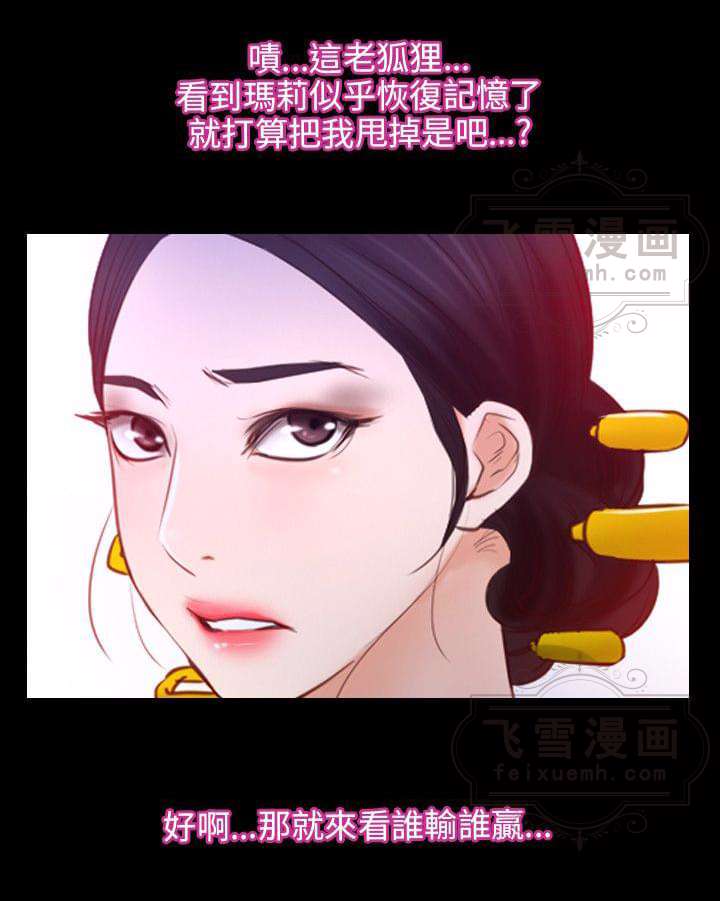 嘖...這老狐狸...
看到瑪莉似乎恢復記憶了
就打算把我甩掉是吧...?
飞雪漫画
feixuemh.com
飞雪漫画
feixuemh.com
好啊...那就來看誰輸誰贏...